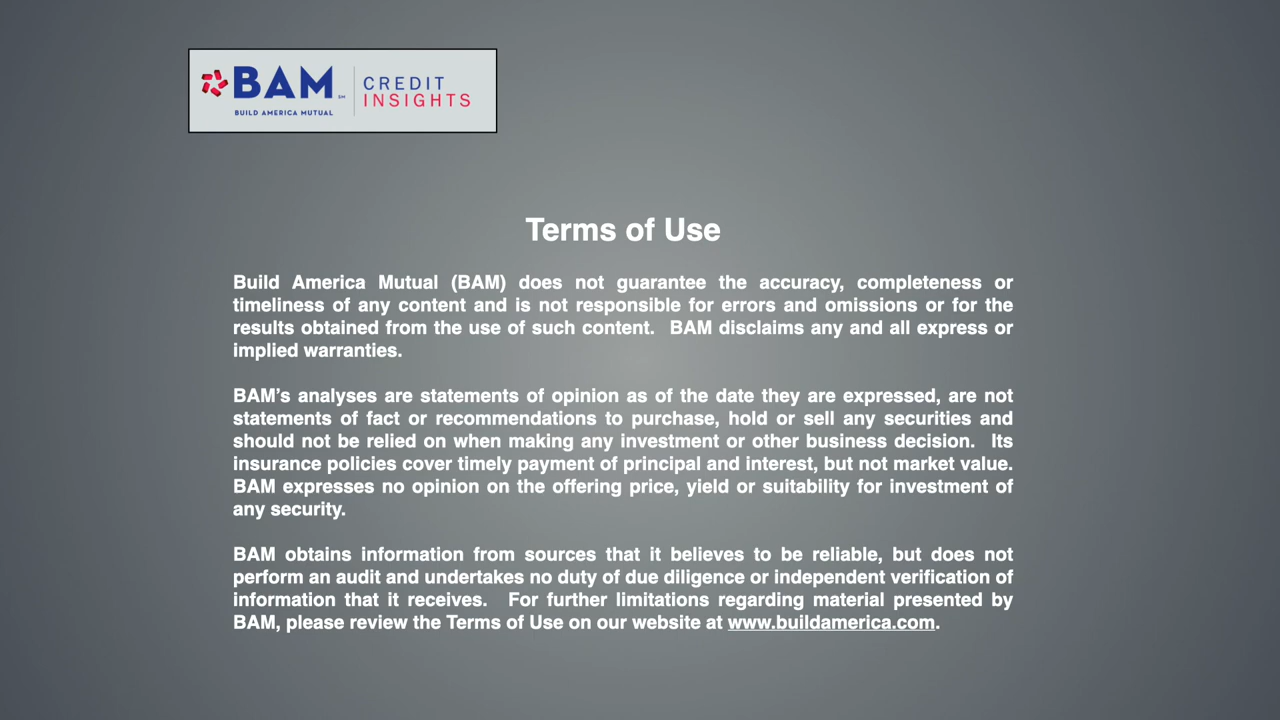 BAM SM
BUILD AMERICA MUTUAL
CREDIT
INSIGHTS
Terms of Use
Build America Mutual (BAM) does not guarantee the accuracy, completeness or
timeliness of any content and is not responsible for errors and omissions or for the
results obtained from the use of such content. BAM disclaims any and all express or
implied warranties.
BAM’s analyses are statements of opinion as of the date they are expressed, are not
statements of fact or recommendations to purchase, hold or sell any securities and
should not be relied on when making any investment or other business decision. Its
insurance policies cover timely payment of principal and interest, but not market value.
BAM expresses no opinion on the offering price, yield or suitability for investment of
any security.
BAM obtains information from sources that it believes to be reliable, but does not
perform an audit and undertakes no duty of due diligence or independent verification of
information that it receives. For further limitations regarding material presented by
BAM, please review the Terms of Use on our website at www.buildamerica.com.